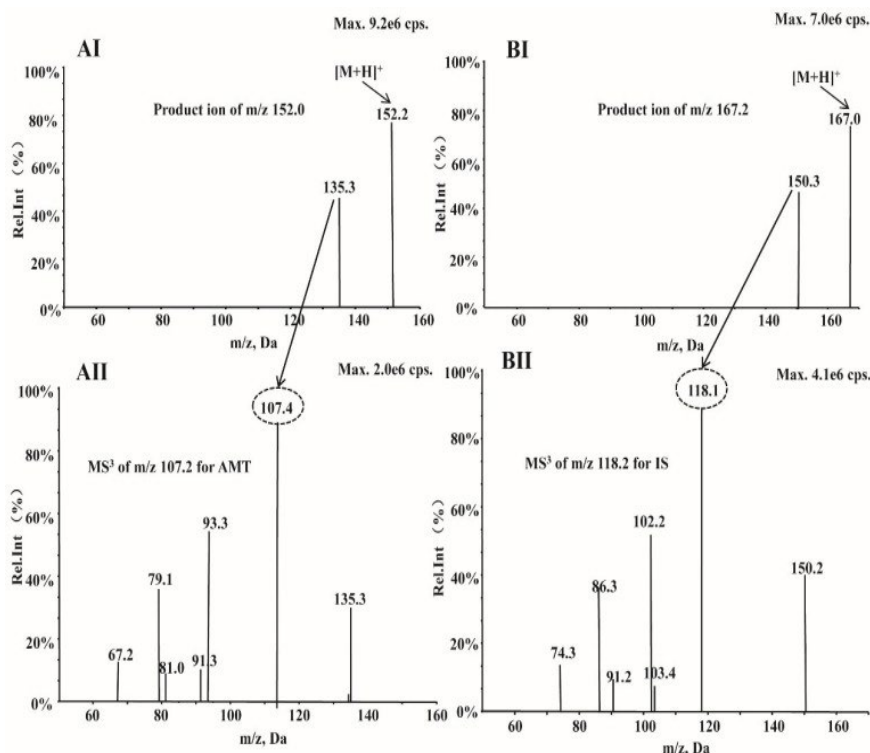 Max. 9.2e6 cps.
AI
[M+H]+
100%
80%
60%
40%
20%
0%
Rel.Int（%）
Product ion of m/z 152.0
152.2
135.3
60 80 100 120 140 160
m/z, Da
Max. 7.0e6 cps.
BI
[M+H]+
100%
80%
60%
40%
20%
0%
Rel.Int（%）
Product ion of m/z 167.2
167.0
150.3
60 80 100 120 140 160
m/z, Da
AII
Max. 2.0e6 cps.
100%
80%
60%
40%
20%
0%
Rel.Int（%）
107.4
MS³ of m/z 107.2 for AMT
93.3
79.1
135.3
67.2
81.0
91.3
60 80 100 120 140 160
m/z, Da
BII
Max. 4.1e6 cps.
100%
80%
60%
40%
20%
0%
Rel.Int（%）
118.1
MS³ of m/z 118.2 for IS
102.2
86.3
150.2
74.3
91.2
103.4
60 80 100 120 140 160
m/z, Da